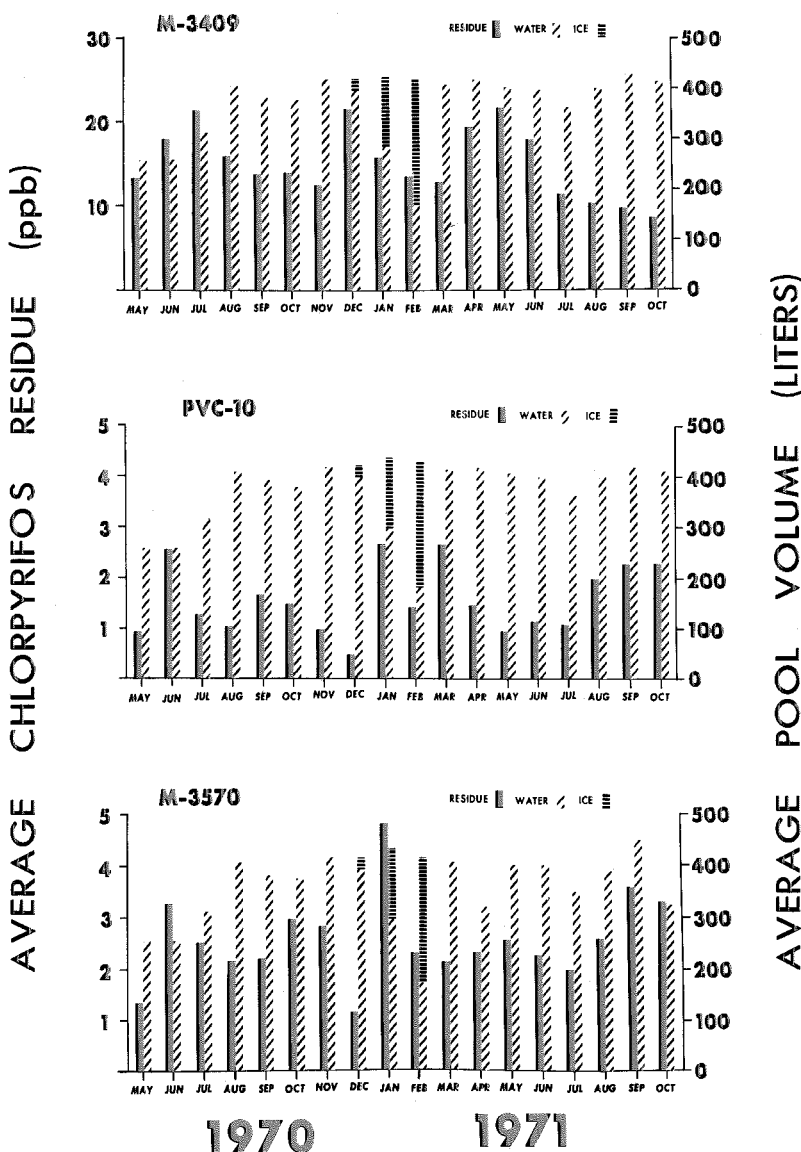 M-3409
RESIDUE WATER ICE
30
20
10
500
400
300
200
100
0
MAY JUN JUL AUG SEP OCT NOV DEC JAN FEB MAR APR MAY JUN JUL AUG SEP OCT
PVC-10
RESIDUE WATER ICE
5
4
3
2
1
500
400
300
200
100
0
MAY JUN JUL AUG SEP OCT NOV DEC JAN FEB MAR APR MAY JUN JUL AUG SEP OCT
M-3570
RESIDUE WATER ICE
5
4
3
2
1
500
400
300
200
100
0
MAY JUN JUL AUG SEP OCT NOV DEC JAN FEB MAR APR MAY JUN JUL AUG SEP OCT
1970 1971
AVERAGE CHLORPYRIFOS RESIDUE (ppb)
AVERAGE POOL VOLUME (LITERS)